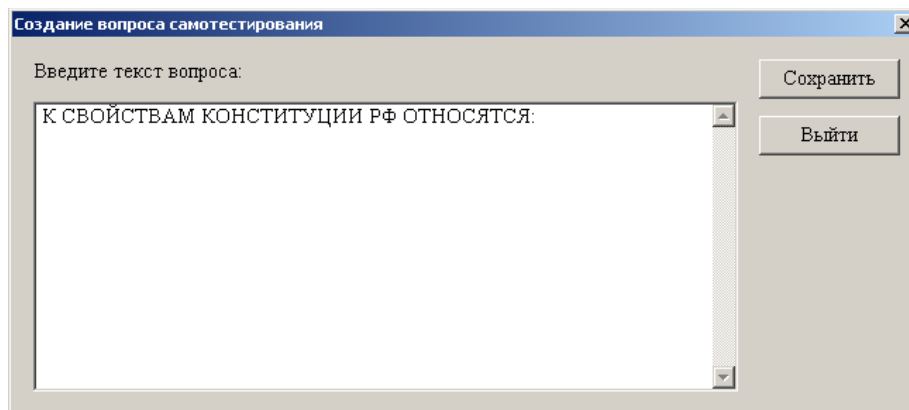 Создание вопроса самотестирования
Введите текст вопроса:
Сохранить
К СВОЙСТВАМ КОНСТИТУЦИИ РФ ОТНОСЯТСЯ:
Выйти